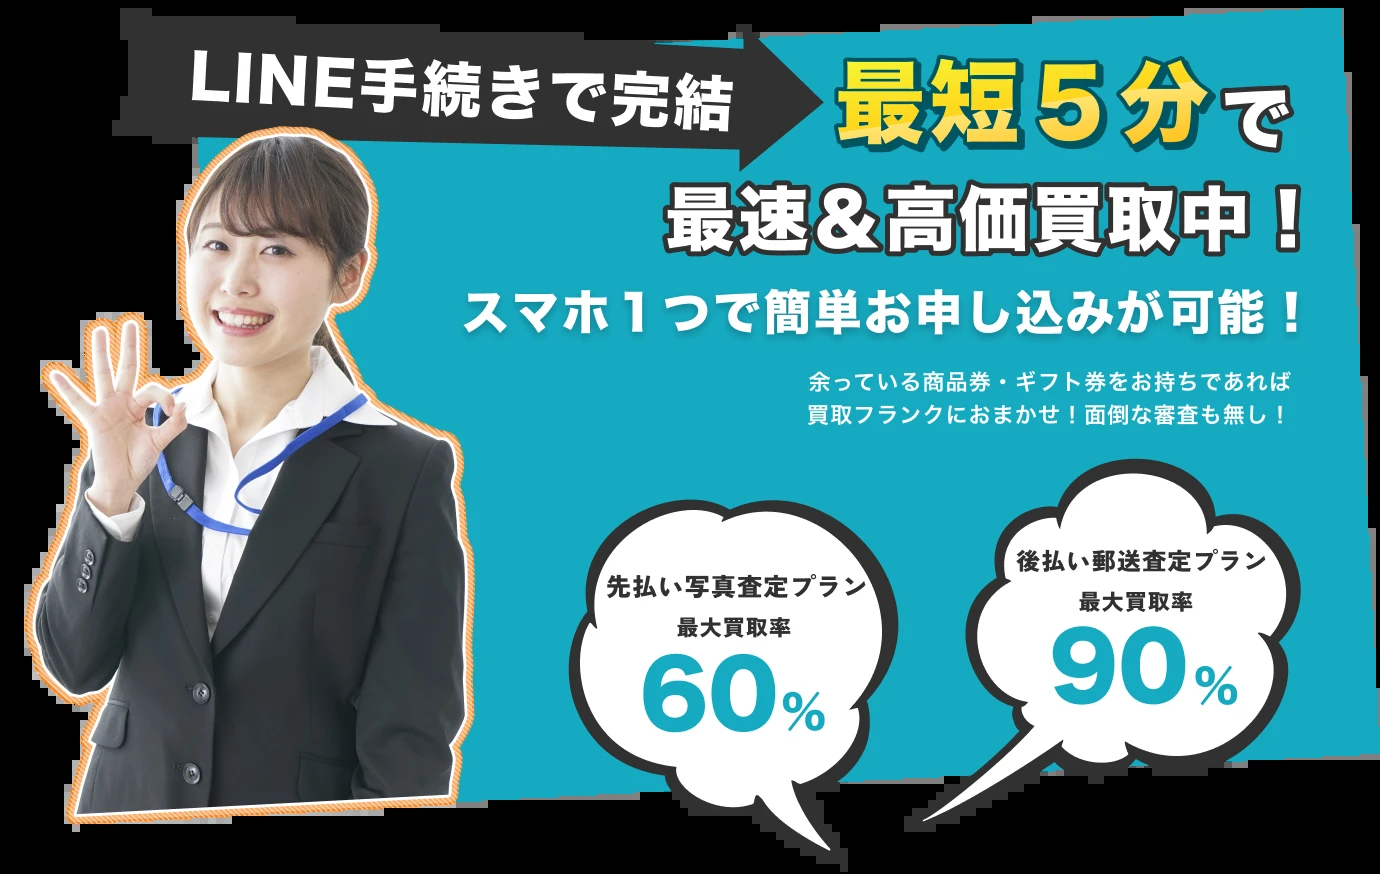 LINE手続きで完結
最短５分で
最速&高価買取中！
スマホ１つで簡単お申し込みが可能！
余っている商品券・ギフト券をお持ちであれば
買取フランクにおまかせ！面倒な審査も無し！
先払い写真査定プラン
最大買取率
60%
後払い郵送査定プラン
最大買取率
90%